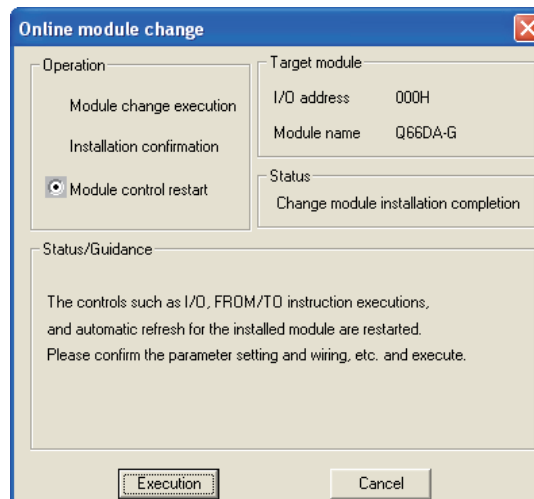 Online module change
Operation
Module change execution
Installation confirmation
Module control restart
Target module
I/O address 000H
Module name Q66DA-G
Status
Change module installation completion
Status/Guidance
The controls such as I/O, FROM/TO instruction executions,
and automatic refresh for the installed module are restarted.
Please confirm the parameter setting and wiring, etc. and execute.
Execution
Cancel